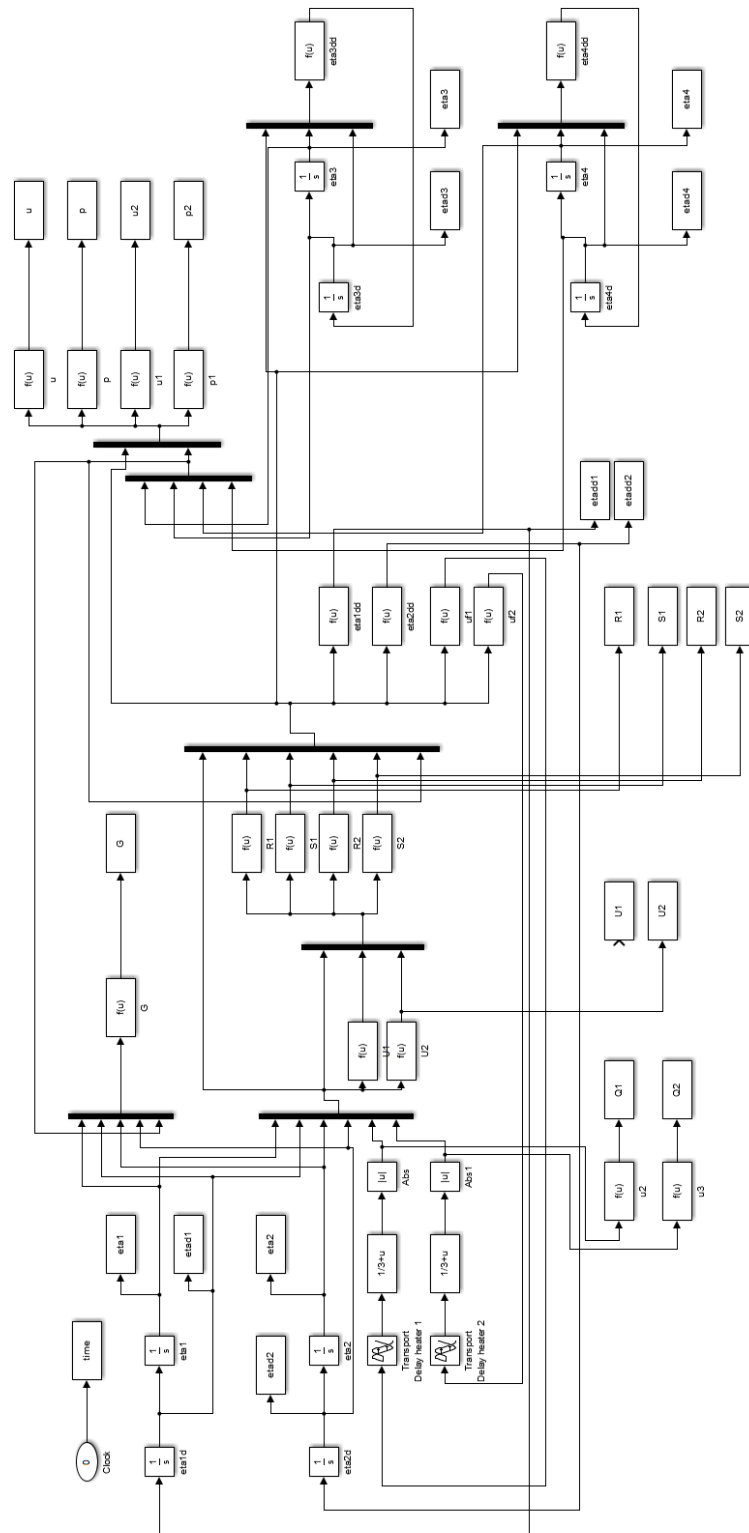 f(u)
u
u
f(u)
p
p
0
Clock
time
f(u)
G
G
f(u)
u1
u2
f(u)
p1
p2
1
s
eta1d
1
s
eta1
eta1
etad1
f(u)
R1
f(u)
S1
f(u)
R2
f(u)
S2
1
s
eta2d
etad2
1
s
eta2
eta2
1
s
eta3d
1
s
eta3
f(u)
eta3dd
f(u)
eta1dd
f(u)
eta2dd
f(u)
U1
f(u)
U2
Transport
Delay heater 1
1/3+u
|u|
Abs
etad3
eta3
f(u)
uf1
f(u)
uf2
Transport
Delay heater 2
1/3+u
|u|
Abs1
1
s
eta4d
1
s
eta4
f(u)
eta4dd
etadd1
etadd2
f(u)
u2
Q1
U1
R1
f(u)
u3
Q2
U2
S1
R2
S2
etad4
eta4